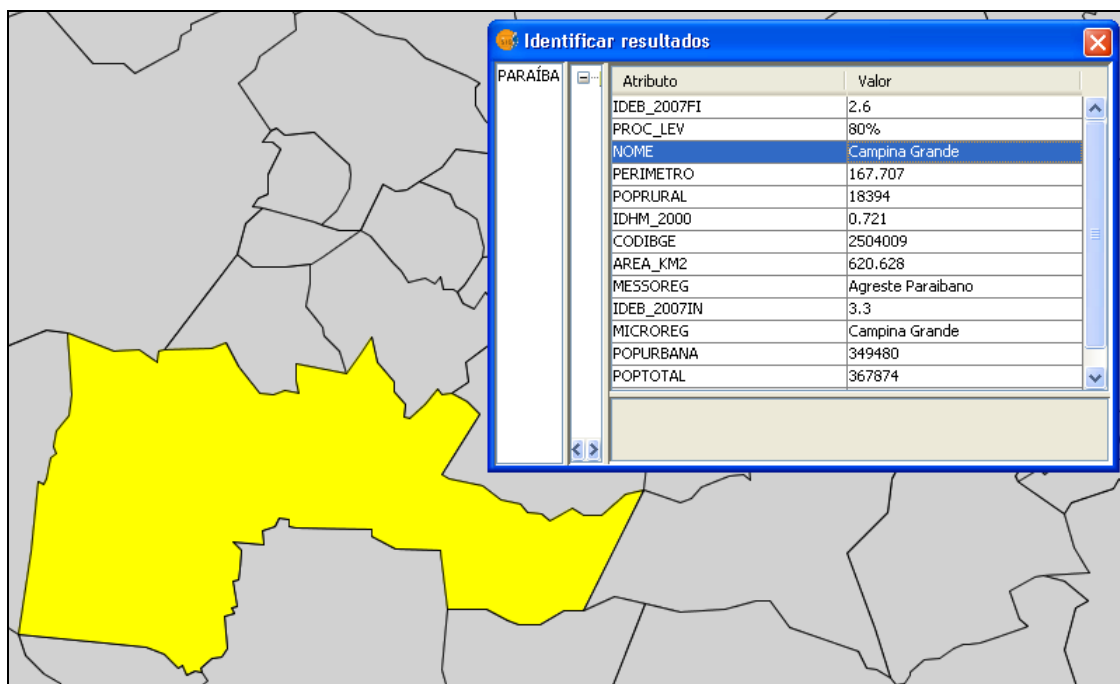 Identificar resultados
PARAÍBA
Atributo Valor
IDEB_2007FI 2.6
PROC_LEV 80%
NOME Campina Grande
PERIMETRO 167.707
POPRURAL 18394
IDHM_2000 0.721
CODIBGE 2504009
AREA_KM2 620.628
MESSOREG Agreste Paraibano
IDEB_2007IN 3.3
MICROREG Campina Grande
POPURBANA 349480
POPTOTAL 367874